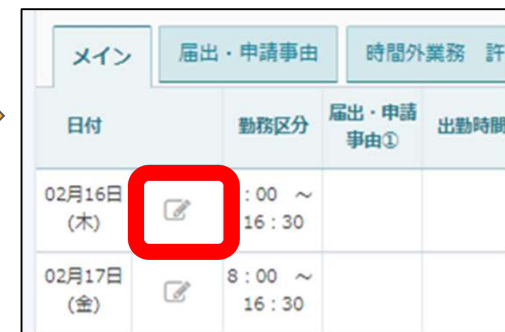 メイン 届出・申請事由 時間外業務 許
日付 勤務区分 届出・申請 出勤時間
事由①
02月16日 :00 ～
(木) 16:30
02月17日 8:00 ～
(金) 16:30